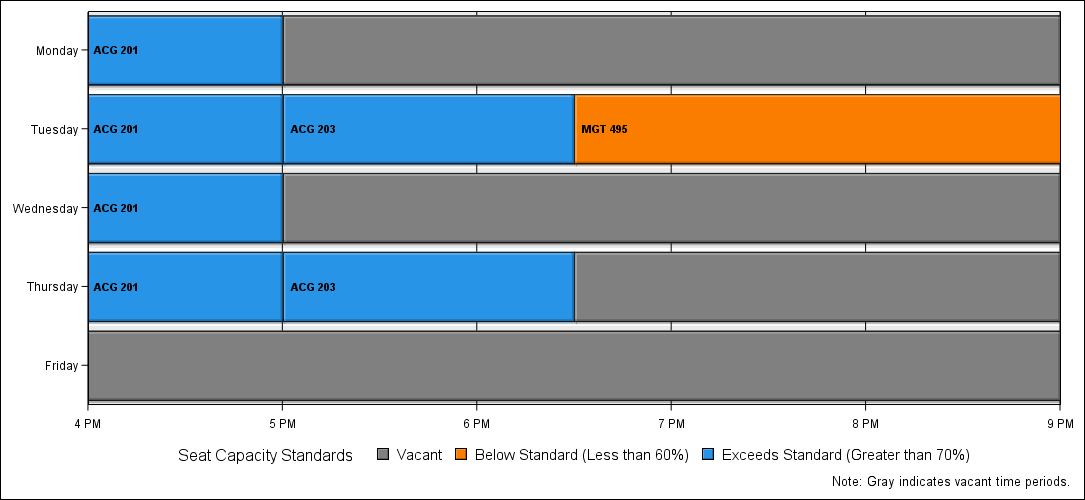 Monday
ACG 201
Tuesday
ACG 201 ACG 203 MGT 495
Wednesday
ACG 201
Thursday
ACG 201 ACG 203
Friday
4 PM 5 PM 6 PM 7 PM 8 PM 9 PM
Seat Capacity Standards Vacant Below Standard (Less than 60%) Exceeds Standard (Greater than 70%)
Note: Gray indicates vacant time periods.